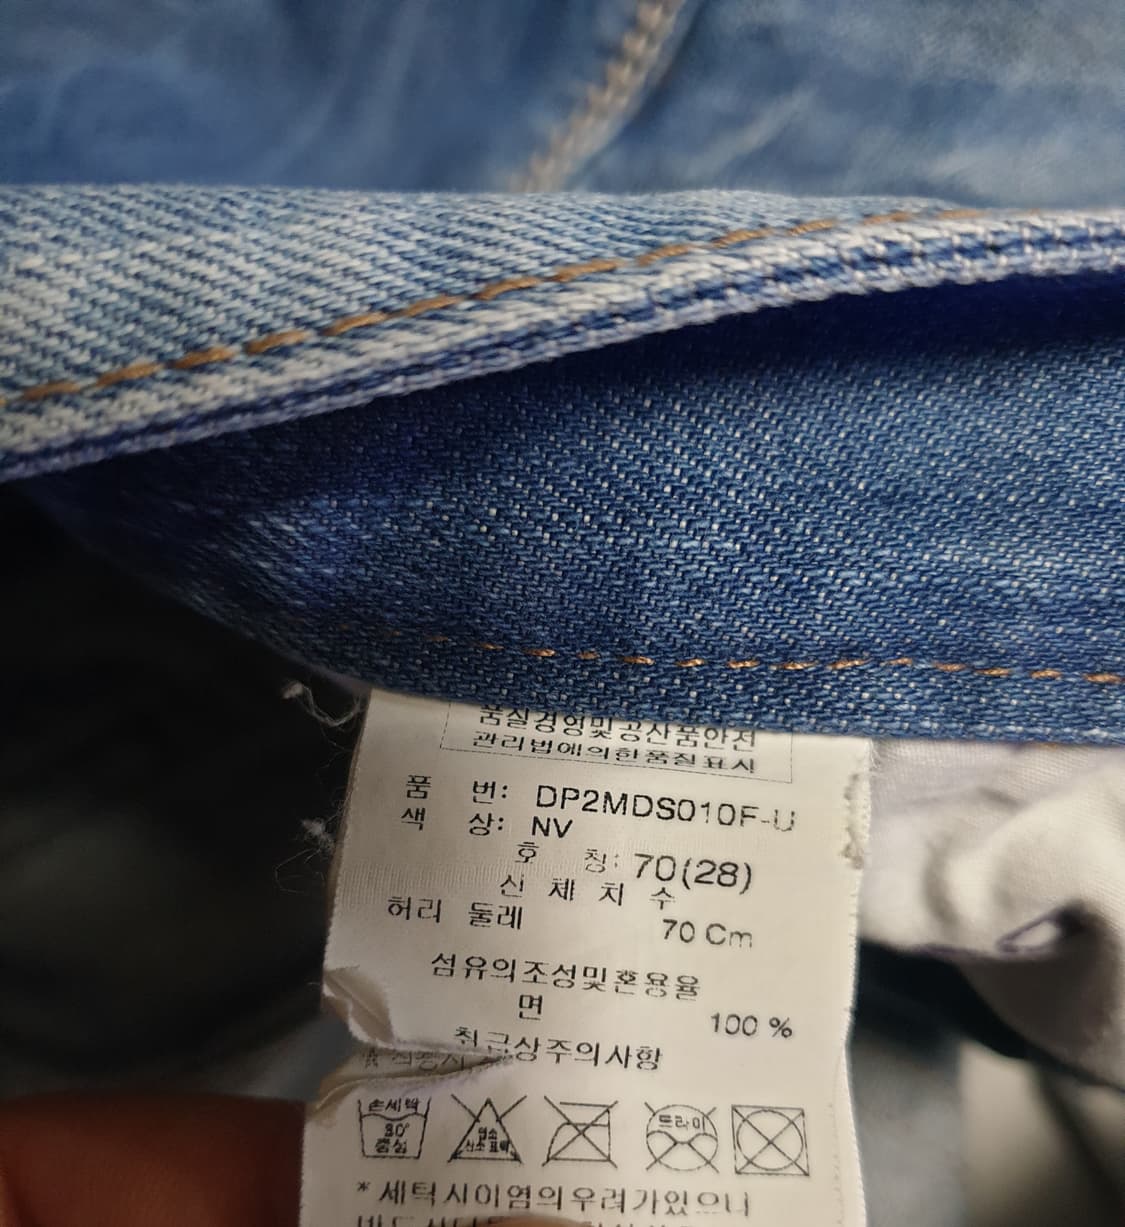 품질경영및공산품안전
관리법에의한품질표시
품 번: DP2MDS010F-U
색 상: NV
호 칭: 70(28)
신 체 치 수
허리 둘레 70 Cm
섬유의조성및혼용율
면 100 %
취급상주의사항
손세탁 30° 중성
염소 산소 표백
드라이
* 세탁시이염의우려가있으니